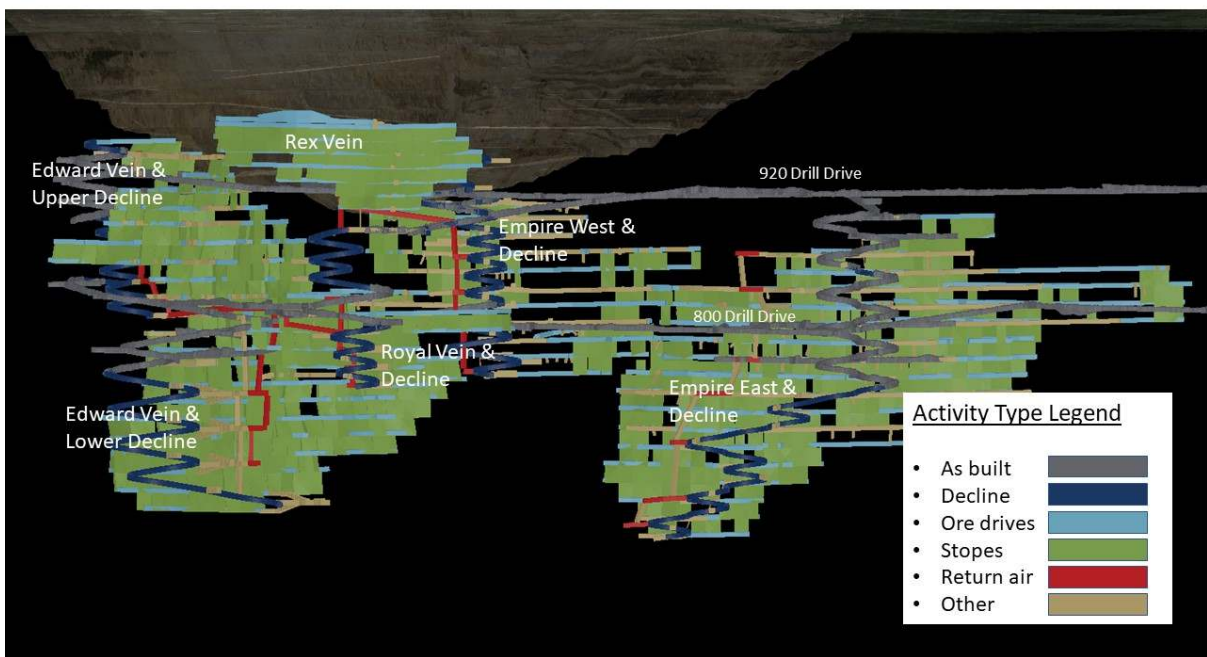 Rex Vein
Edward Vein &
Upper Decline
920 Drill Drive
Empire West &
Decline
800 Drill Drive
Royal Vein &
Decline
Empire East &
Decline
Edward Vein &
Lower Decline
Activity Type Legend
• As built
• Decline
• Ore drives
• Stopes
• Return air
• Other